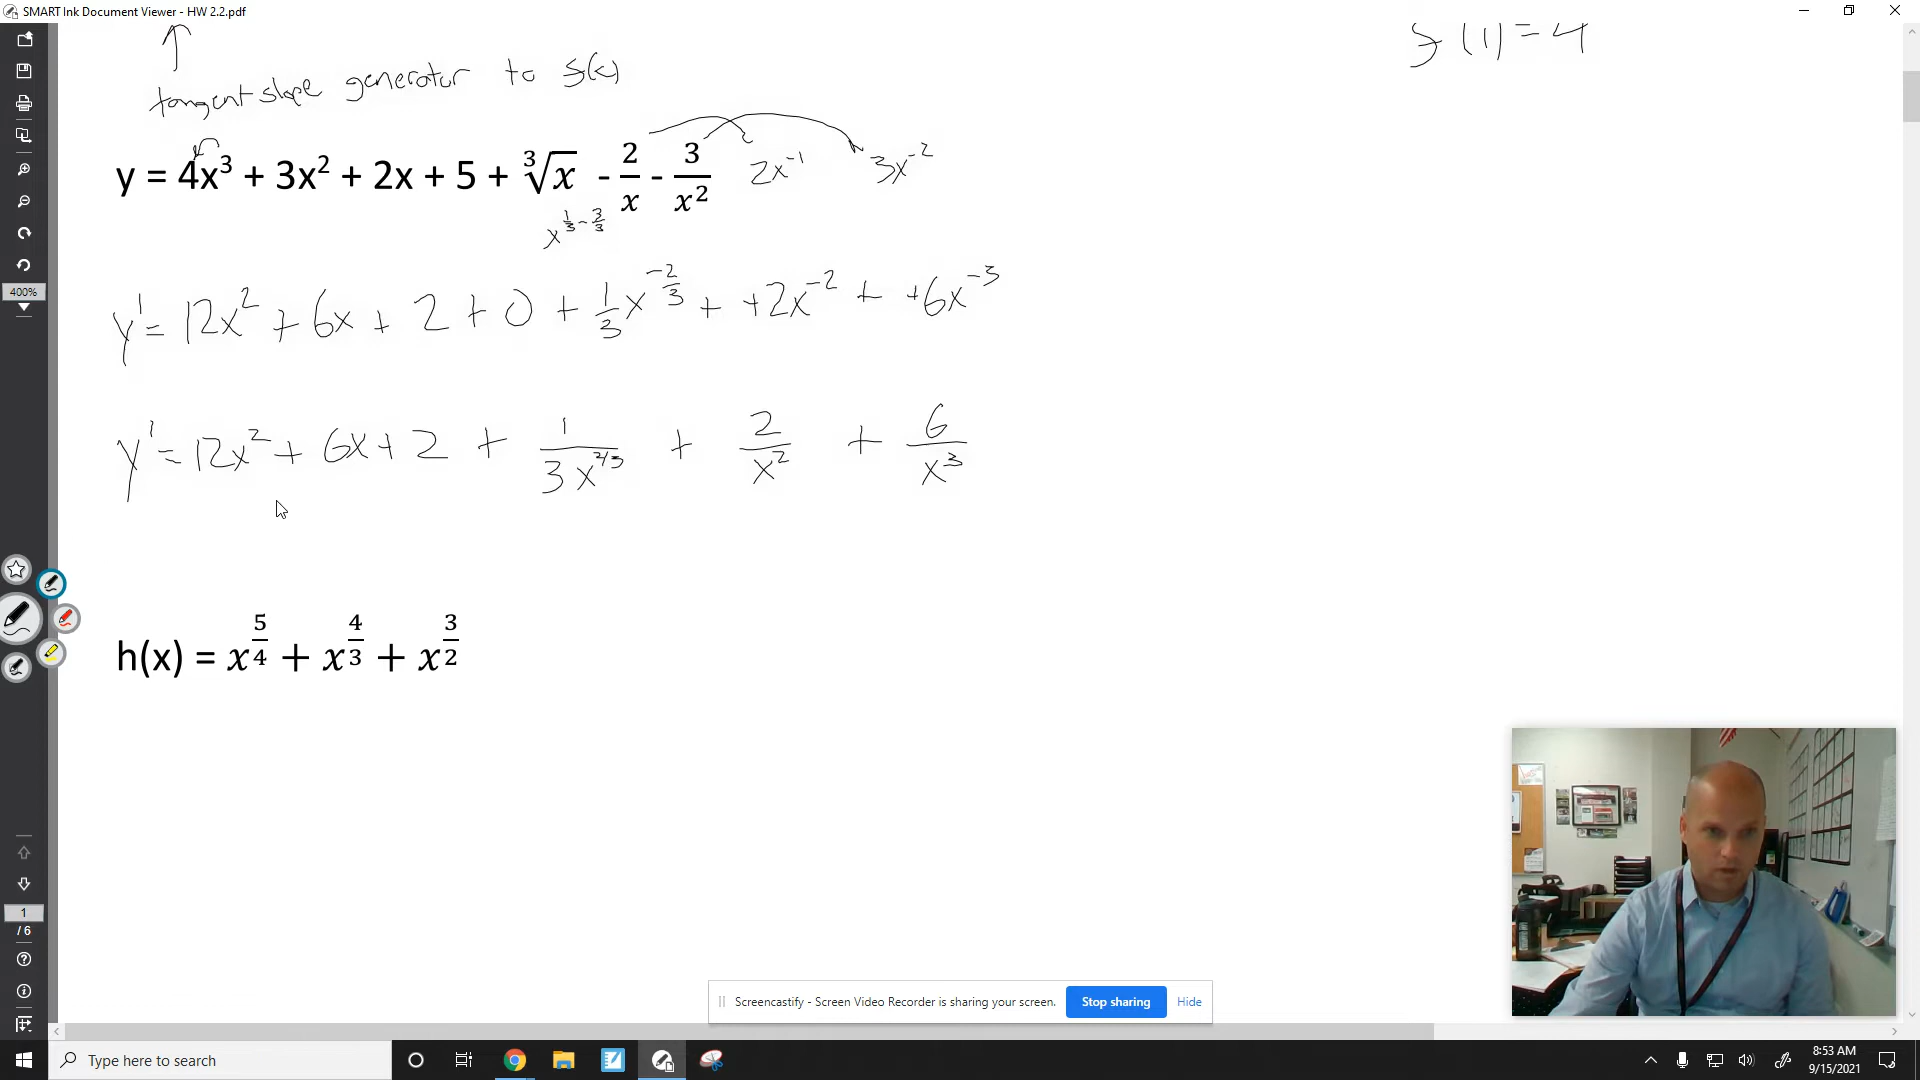 SMART Ink Document Viewer - HW 2.2.pdf
f (1) = 4
tangent slope generator to f(x)
y = 4x³ + 3x² + 2x + 5 + ∛x - 2/x - 3/x² 2x⁻¹ 3x⁻²
x^(1/3 - 3/3)
y' = 12x² + 6x + 2 + 0 + 1/3 x^(-2/3) + +2x⁻² + +6x⁻³
y' = 12x² + 6x + 2 + 1/(3x^(2/3)) + 2/x² + 6/x³
h(x) = x^(5/4) + x^(4/3) + x^(3/2)
400%
1
/ 6
Screencastify - Screen Video Recorder is sharing your screen. Stop sharing Hide
Type here to search
8:53 AM
9/15/2021